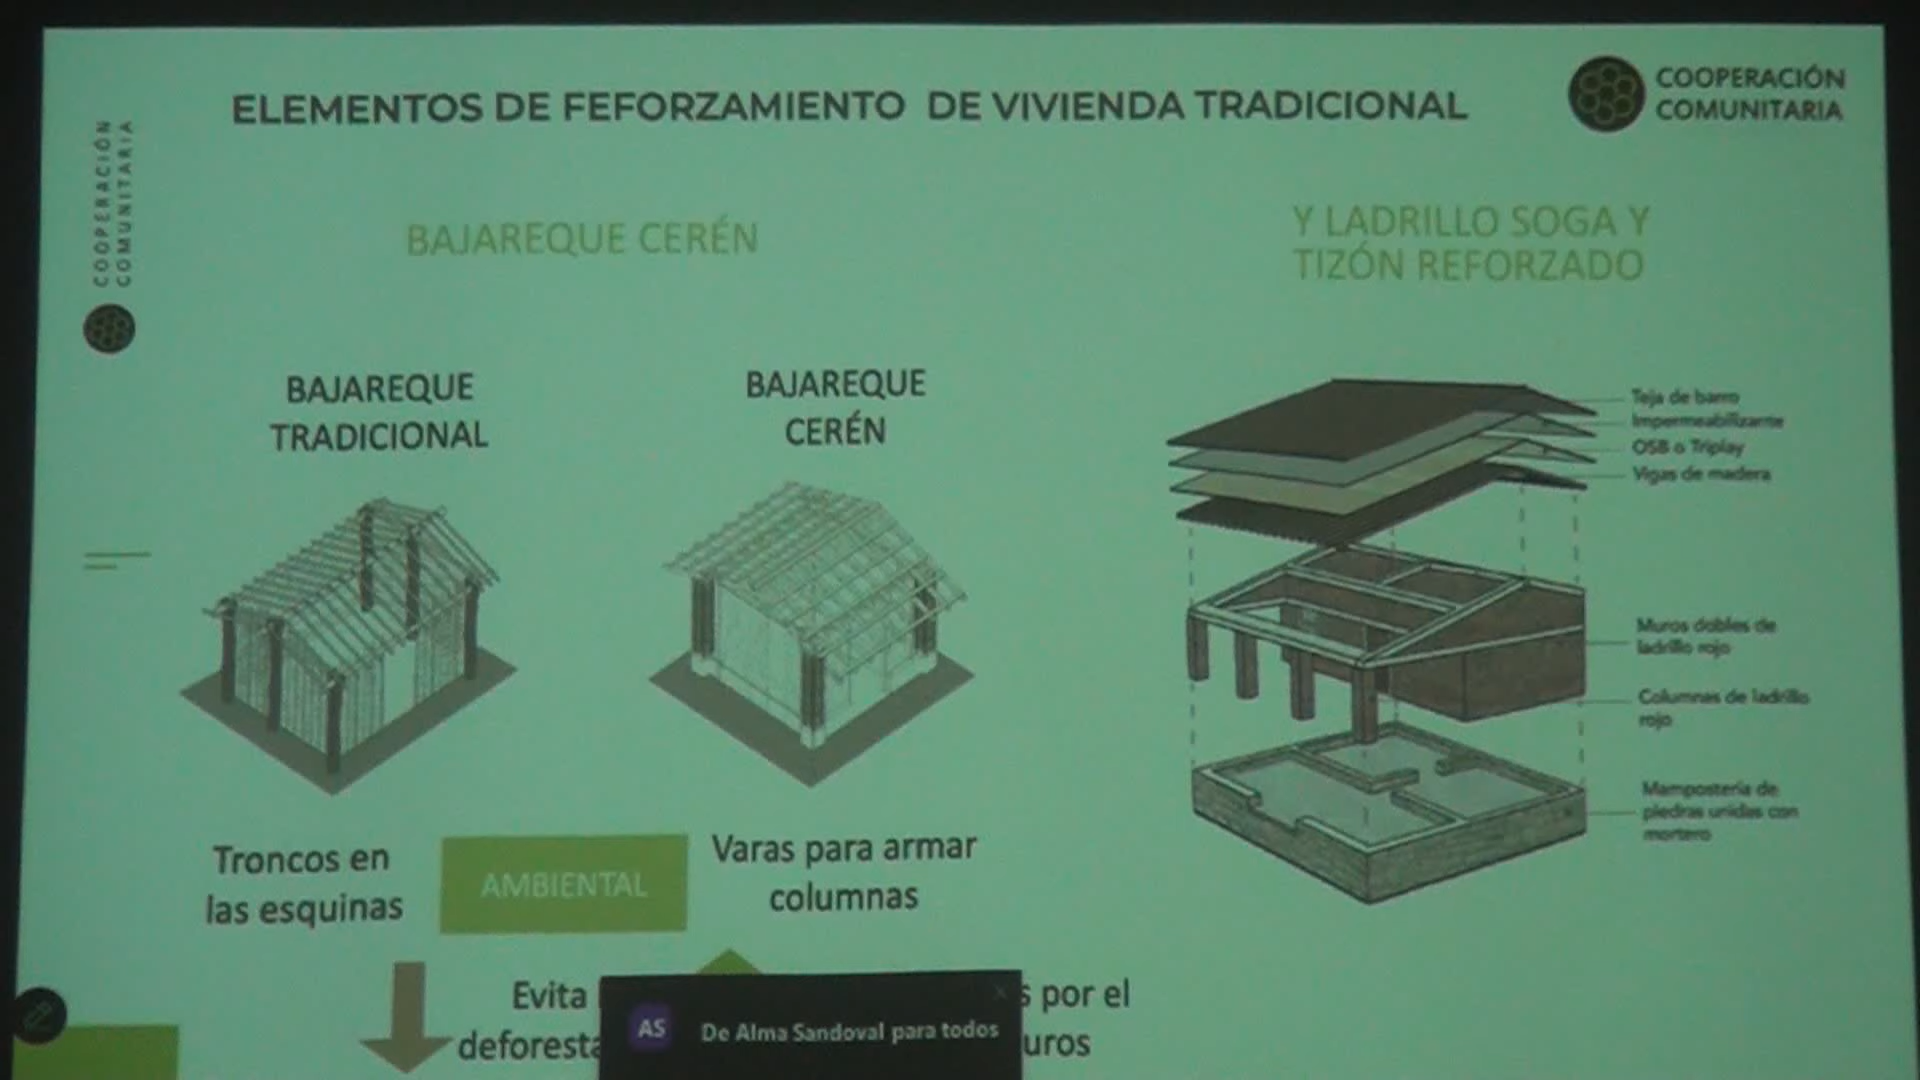 ELEMENTOS DE FEFORZAMIENTO DE VIVIENDA TRADICIONAL
COOPERACIÓN
COMUNITARIA
COOPERACIÓN
COMUNITARIA
BAJAREQUE CERÉN
Y LADRILLO SOGA Y
TIZÓN REFORZADO
BAJAREQUE
TRADICIONAL
BAJAREQUE
CERÉN
Teja de barro
Impermeabilizante
OSB o Triplay
Vigas de madera
Muros dobles de
ladrillo rojo
Columnas de ladrillo
rojo
Mampostería de
piedras unidas con
mortero
Troncos en
las esquinas
AMBIENTAL
Varas para armar
columnas
Evita
s por el
deforesta
uros
AS
De Alma Sandoval para todos